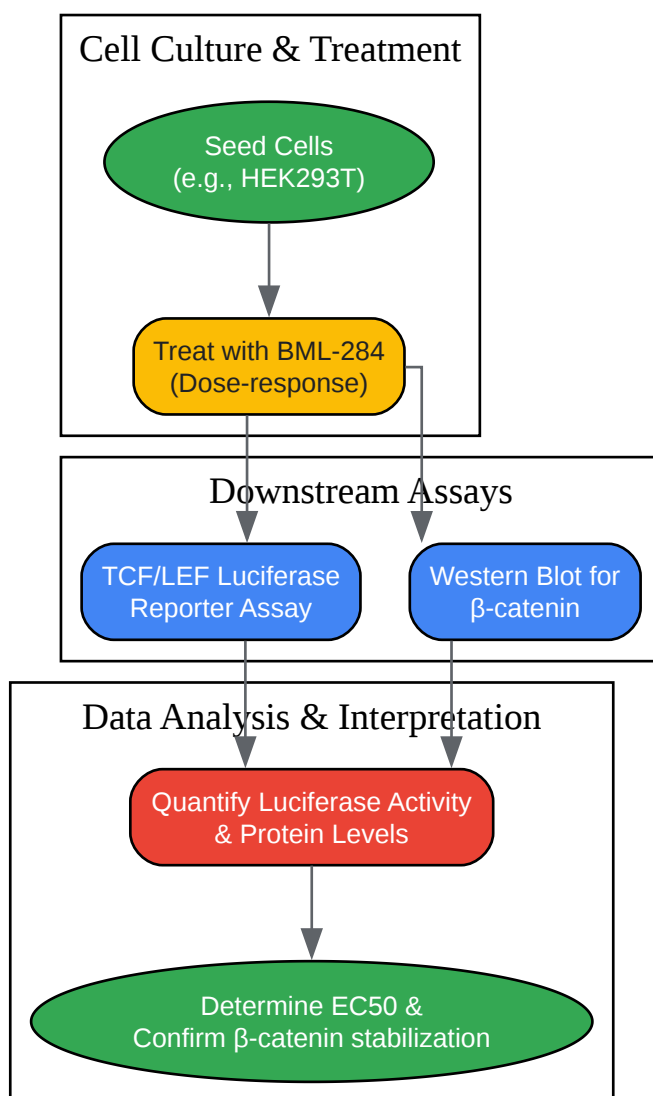 Cell Culture & Treatment
Seed Cells
(e.g., HEK293T)
Treat with BML-284
(Dose-response)
Downstream Assays
TCF/LEF Luciferase
Reporter Assay
Western Blot for
β-catenin
Data Analysis & Interpretation
Quantify Luciferase Activity
& Protein Levels
Determine EC50 &
Confirm β-catenin stabilization